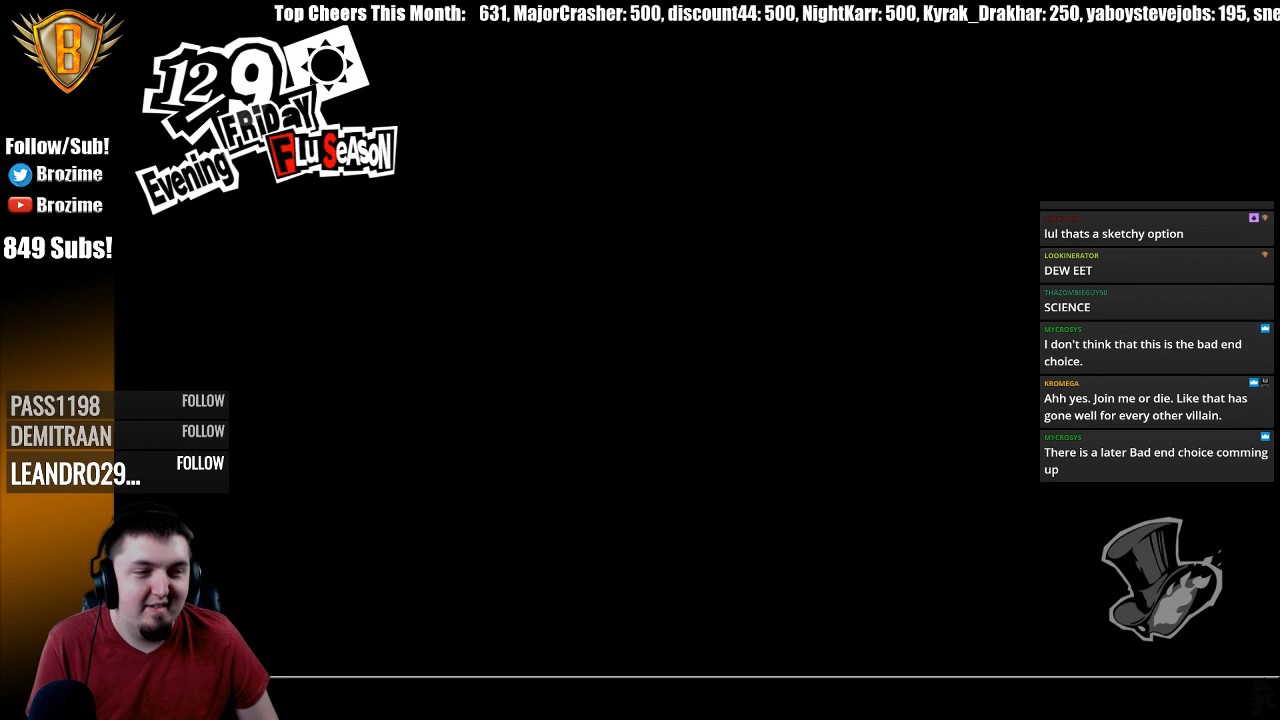 Top Cheers This Month: 631, MajorCrasher: 500, discount44: 500, NightKarr: 500, Kyrak_Drakhar: 250, yaboystevejobs: 195, sne
B
12 9
FRiDaY
Evening FLu SeAsoN
Follow/Sub!
Brozime
Brozime
849 Subs!
PASS1198 FOLLOW
DEMITRAAN FOLLOW
LEANDRO29... FOLLOW
lul thats a sketchy option
LOOKINERATOR
DEW EET
THAZOMBIEGUY50
SCIENCE
MYCROSYS
I don't think that this is the bad end
choice.
KROMEGA
Ahh yes. Join me or die. Like that has
gone well for every other villain.
MYCROSYS
There is a later Bad end choice comming
up